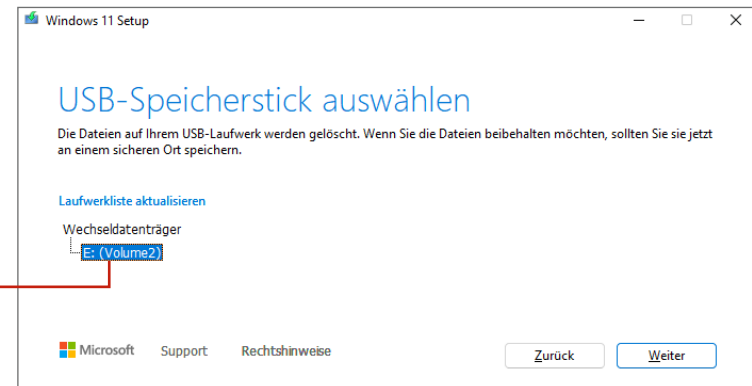 Windows 11 Setup
USB-Speicherstick auswählen
Die Dateien auf Ihrem USB-Laufwerk werden gelöscht. Wenn Sie die Dateien beibehalten möchten, sollten Sie sie jetzt
an einem sicheren Ort speichern.
Laufwerkliste aktualisieren
Wechseldatenträger
E: (Volume2)
Microsoft Support Rechtshinweise Zurück Weiter